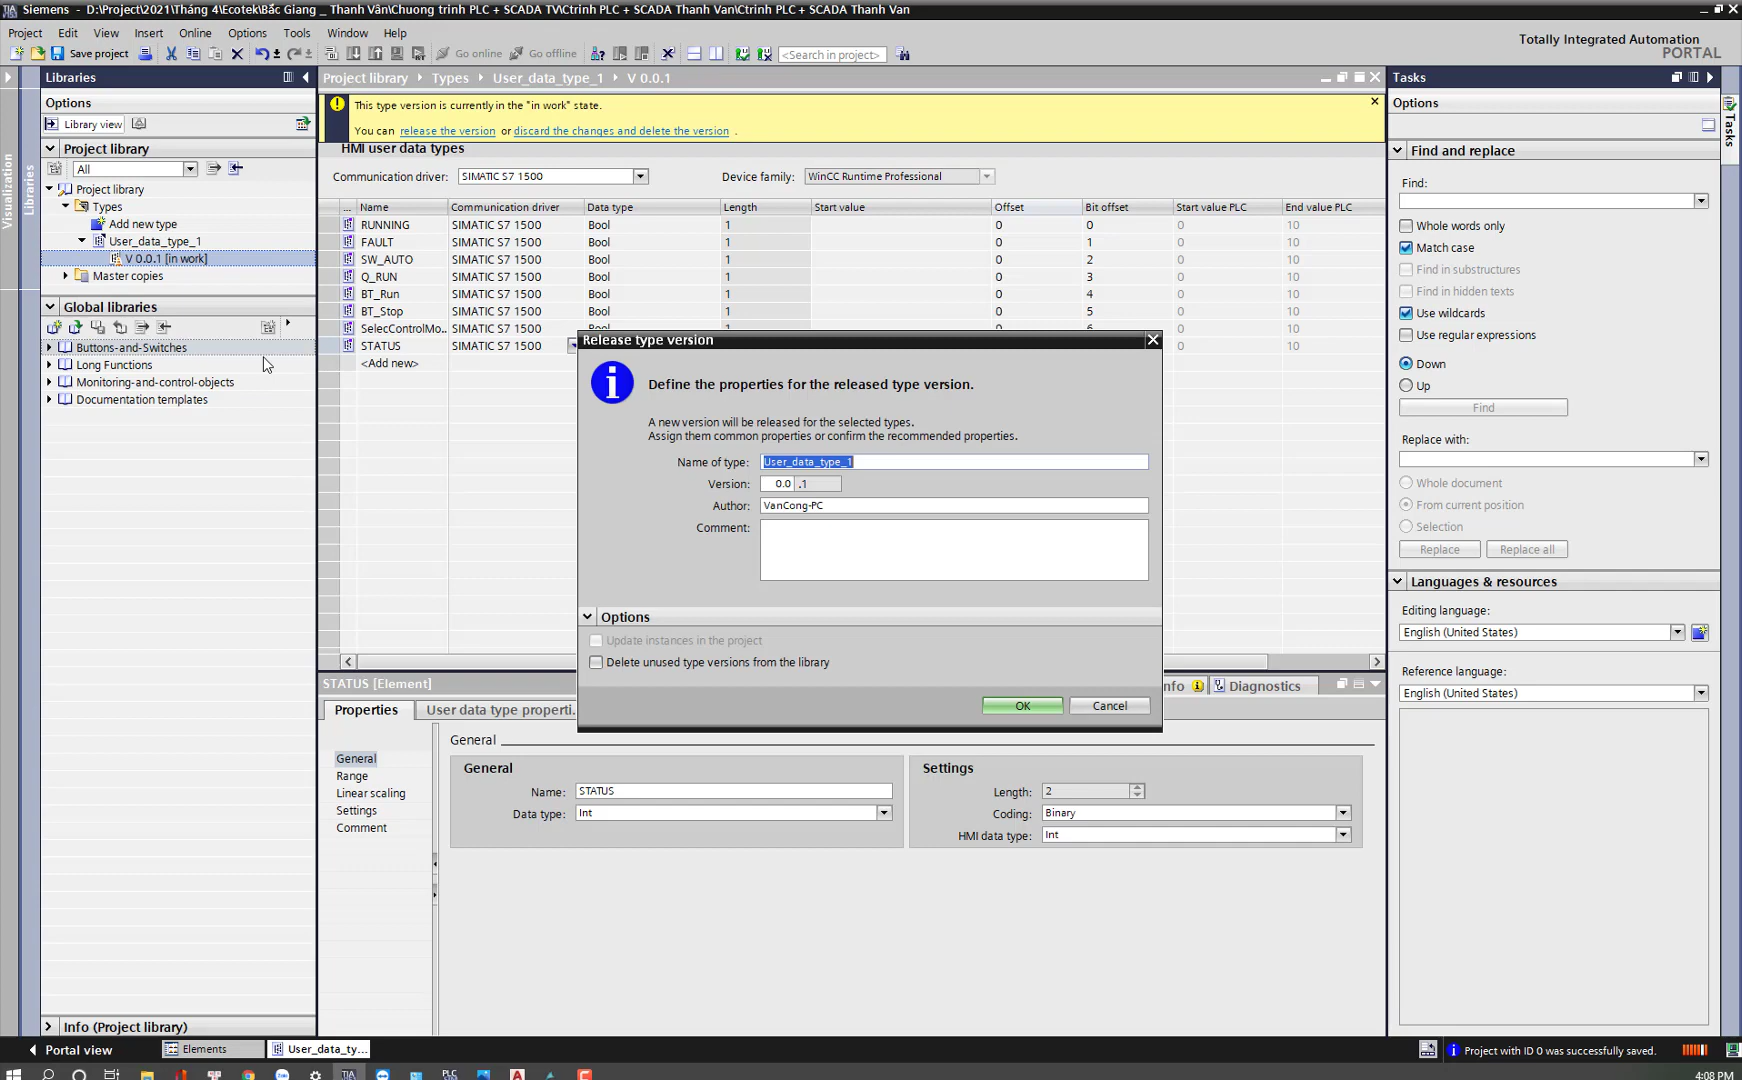 Siemens - D:\Project\2021\Tháng 4\Ecotek\Bắc Giang _ Thanh Vân\Chuong trình PLC + SCADA TV\Ctrinh PLC + SCADA Thanh Van\Ctrinh PLC + SCADA Thanh Van
Project Edit View Insert Online Options Tools Window Help
Totally Integrated Automation
PORTAL
Save project
Go online
Go offline
<Search in project>
Libraries
Project library Types User_data_type_1 V 0.0.1
Tasks
Visualization
Libraries
Tasks
Options
Library view
Project library
All
Project library
Types
Add new type
User_data_type_1
V 0.0.1 [in work]
Master copies
Global libraries
Buttons-and-Switches
Long Functions
Monitoring-and-control-objects
Documentation templates
Info (Project library)
This type version is currently in the "in work" state.
You can release the version or discard the changes and delete the version .
HMI user data types
Communication driver: SIMATIC S7 1500
Device family: WinCC Runtime Professional
... Name Communication driver Data type Length Start value Offset Bit offset Start value PLC End value PLC
RUNNING SIMATIC S7 1500 Bool 1 0 0 0 10
FAULT SIMATIC S7 1500 Bool 1 0 1 0 10
SW_AUTO SIMATIC S7 1500 Bool 1 0 2 0 10
Q_RUN SIMATIC S7 1500 Bool 1 0 3 0 10
BT_Run SIMATIC S7 1500 Bool 1 0 4 0 10
BT_Stop SIMATIC S7 1500 Bool 1 0 5 0 10
SelecControlMo.. SIMATIC S7 1500 Bool 1 0 6 0 10
STATUS SIMATIC S7 1500 0 10
<Add new>
Release type version
Define the properties for the released type version.
A new version will be released for the selected types.
Assign them common properties or confirm the recommended properties.
Name of type: User_data_type_1
Version: 0.0 .1
Author: VanCong-PC
Comment:
Options
Update instances in the project
Delete unused type versions from the library
OK
Cancel
STATUS [Element]
Info
Diagnostics
Properties
User data type properti.
General
Range
Linear scaling
Settings
Comment
General
General
Name: STATUS
Data type: Int
Settings
Length: 2
Coding: Binary
HMI data type: Int
Options
Find and replace
Find:
Whole words only
Match case
Find in substructures
Find in hidden texts
Use wildcards
Use regular expressions
Down
Up
Find
Replace with:
Whole document
From current position
Selection
Replace
Replace all
Languages & resources
Editing language:
English (United States)
Reference language:
English (United States)
Portal view
Elements
User_data_ty...
Project with ID 0 was successfully saved.
4:08 PM